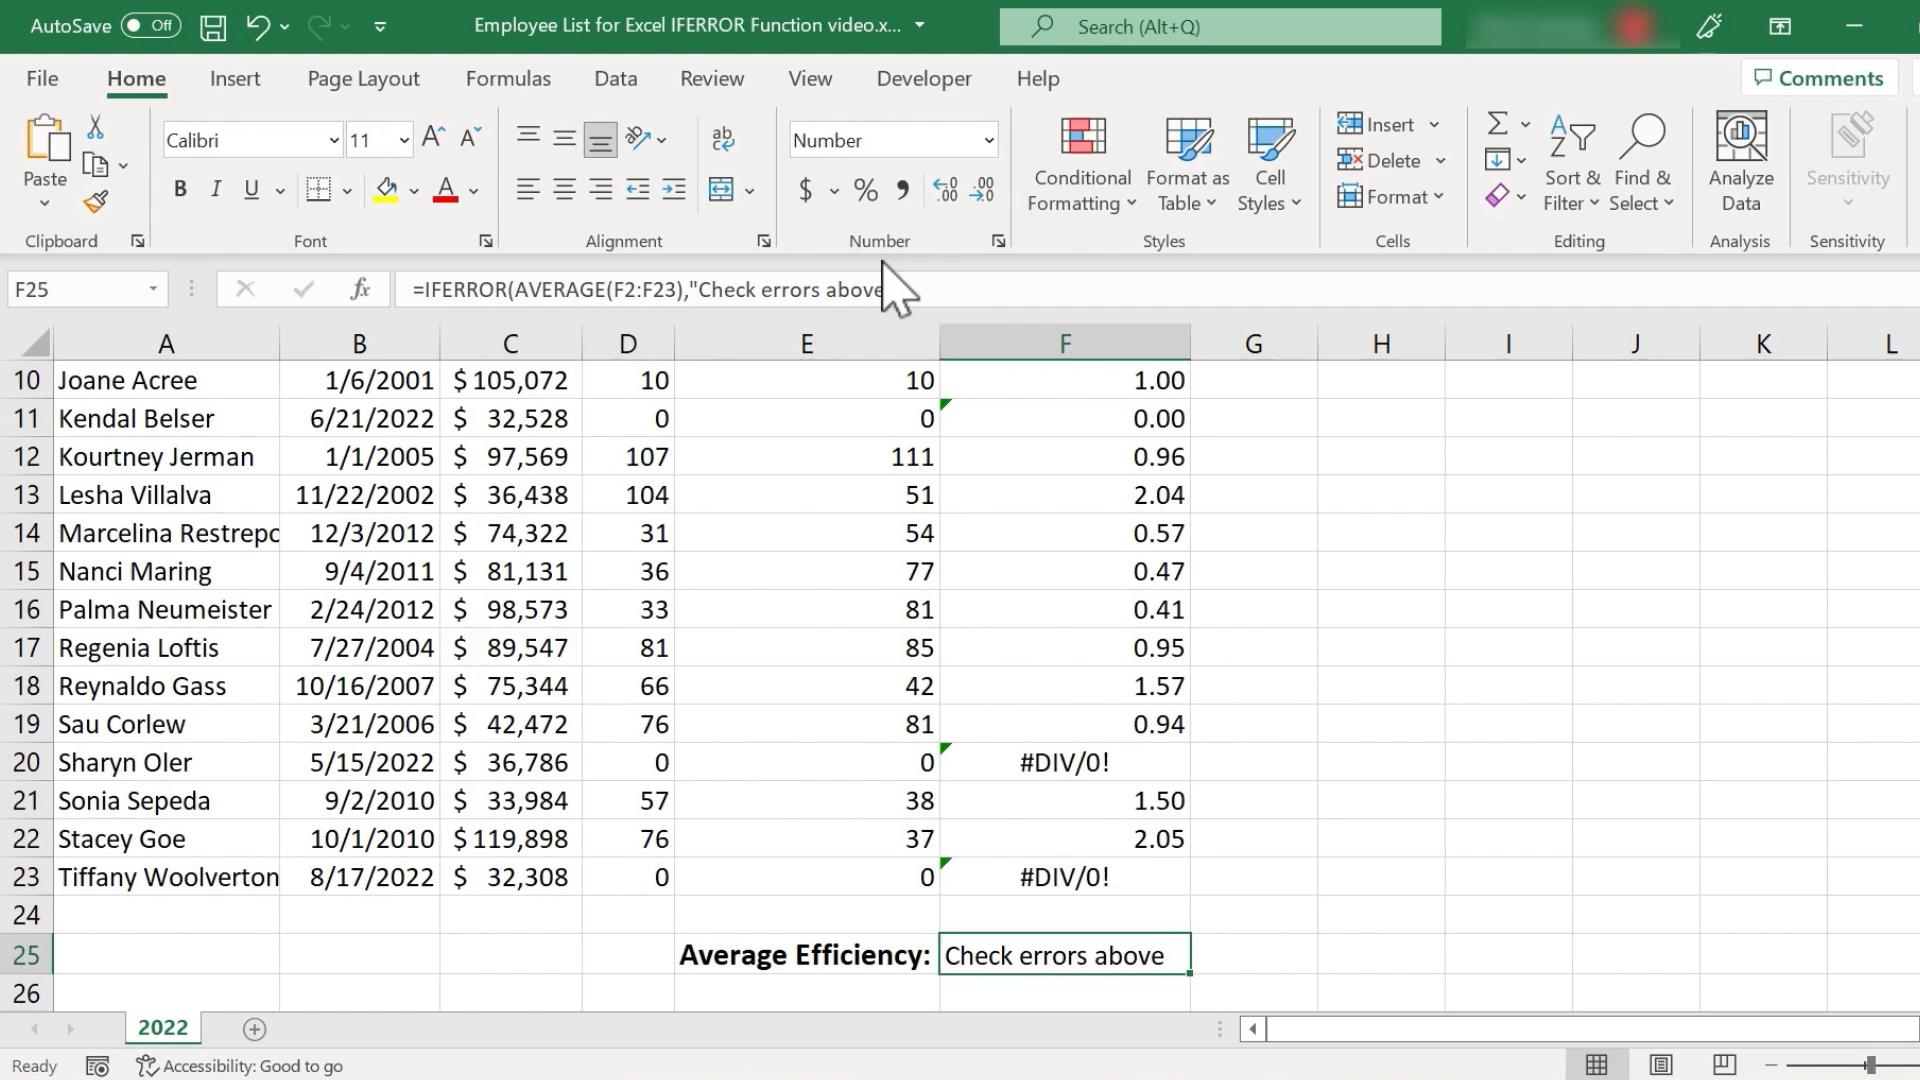 AutoSave Off Employee List for Excel IFERROR Function video.x... Search (Alt+Q)
File Home Insert Page Layout Formulas Data Review View Developer Help Comments
Calibri 11 Number Insert
Paste Conditional Formatting Format as Table Cell Styles Delete Sort & Filter Find & Select Analyze Data Sensitivity
B I U A $ % Format
Clipboard Font Alignment Number Styles Cells Editing Analysis Sensitivity
F25 fx =IFERROR(AVERAGE(F2:F23),"Check errors above
A B C D E F G H I J K L
10 Joane Acree 1/6/2001 $ 105,072 10 10 1.00
11 Kendal Belser 6/21/2022 $ 32,528 0 0 0.00
12 Kourtney Jerman 1/1/2005 $ 97,569 107 111 0.96
13 Lesha Villalva 11/22/2002 $ 36,438 104 51 2.04
14 Marcelina Restrepo 12/3/2012 $ 74,322 31 54 0.57
15 Nanci Maring 9/4/2011 $ 81,131 36 77 0.47
16 Palma Neumeister 2/24/2012 $ 98,573 33 81 0.41
17 Regenia Loftis 7/27/2004 $ 89,547 81 85 0.95
18 Reynaldo Gass 10/16/2007 $ 75,344 66 42 1.57
19 Sau Corlew 3/21/2006 $ 42,472 76 81 0.94
20 Sharyn Oler 5/15/2022 $ 36,786 0 0 #DIV/0!
21 Sonia Sepeda 9/2/2010 $ 33,984 57 38 1.50
22 Stacey Goe 10/1/2010 $ 119,898 76 37 2.05
23 Tiffany Woolverton 8/17/2022 $ 32,308 0 0 #DIV/0!
24
25 Average Efficiency: Check errors above
26
2022
Ready Accessibility: Good to go